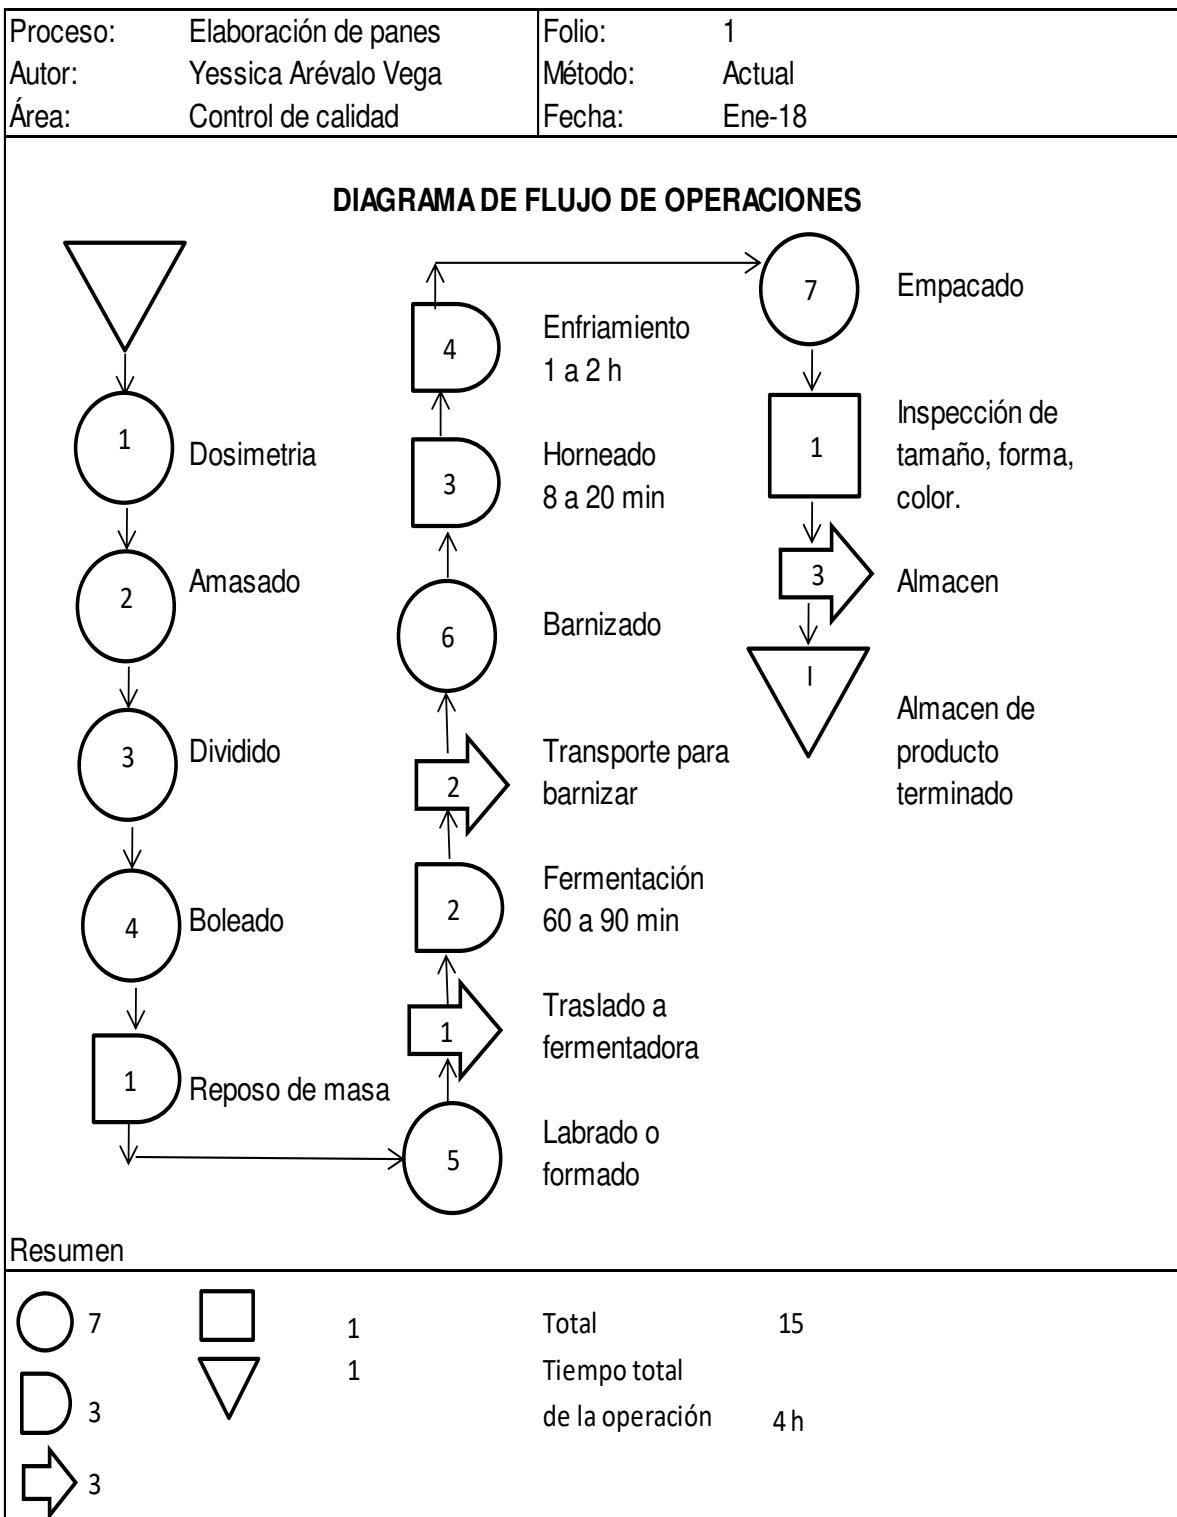 Proceso: Elaboración de panes Folio: 1
Autor: Yessica Arévalo Vega Método: Actual
Área: Control de calidad Fecha: Ene-18
DIAGRAMA DE FLUJO DE OPERACIONES
1 Dosimetria
2 Amasado
3 Dividido
4 Boleado
1 Reposo de masa
4 Enfriamiento
1 a 2 h
3 Horneado
8 a 20 min
6 Barnizado
2 Transporte para
barnizar
2 Fermentación
60 a 90 min
1 Traslado a
fermentadora
5 Labrado o
formado
7 Empacado
1 Inspección de
tamaño, forma,
color.
3 Almacen
I
Almacen de
producto
terminado
Resumen
7 1 Total 15
1 Tiempo total
3 de la operación 4 h
3